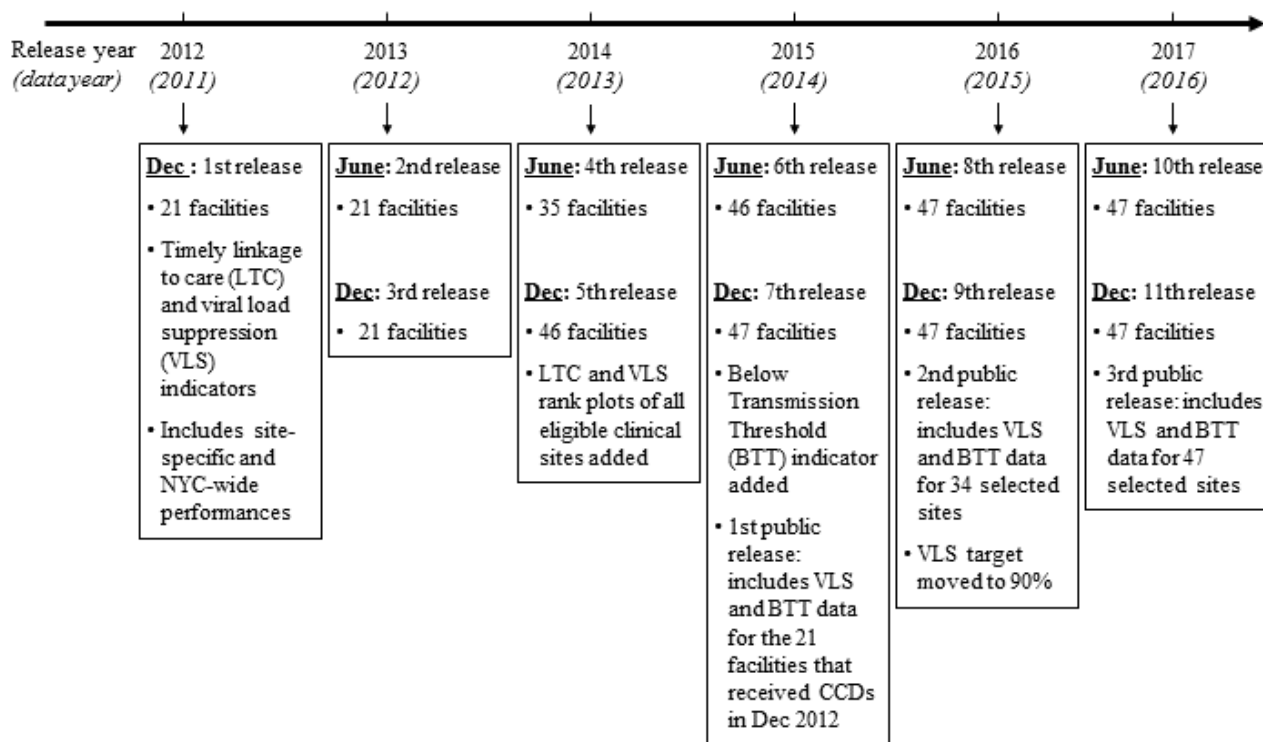 Release year
(data year)
2012
(2011)
2013
(2012)
2014
(2013)
2015
(2014)
2016
(2015)
2017
(2016)
Dec : 1st release
• 21 facilities
• Timely linkage
to care (LTC)
and viral load
suppression
(VLS)
indicators
• Includes site-
specific and
NYC-wide
performances
June: 2nd release
• 21 facilities
Dec: 3rd release
• 21 facilities
June: 4th release
• 35 facilities
Dec: 5th release
• 46 facilities
• LTC and VLS
rank plots of all
eligible clinical
sites added
June: 6th release
• 46 facilities
Dec: 7th release
• 47 facilities
• Below
Transmission
Threshold
(BTT) indicator
added
• 1st public
release:
includes VLS
and BTT data
for the 21
facilities that
received CCDs
in Dec 2012
June: 8th release
• 47 facilities
Dec: 9th release
• 47 facilities
• 2nd public
release:
includes VLS
and BTT data
for 34 selected
sites
• VLS target
moved to 90%
June: 10th release
• 47 facilities
Dec: 11th release
• 47 facilities
• 3rd public
release: includes
VLS and BTT
data for 47
selected sites